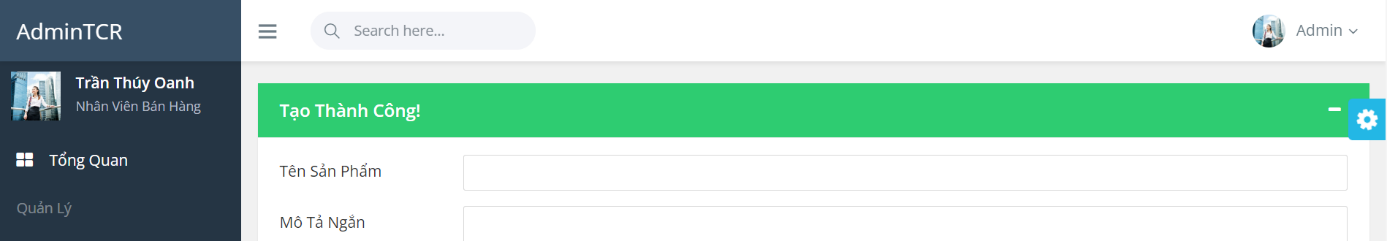 AdminTCR
Search here...
Admin
Trần Thúy Oanh
Nhân Viên Bán Hàng
Tổng Quan
Quản Lý
Tạo Thành Công!
Tên Sản Phẩm
Mô Tả Ngắn